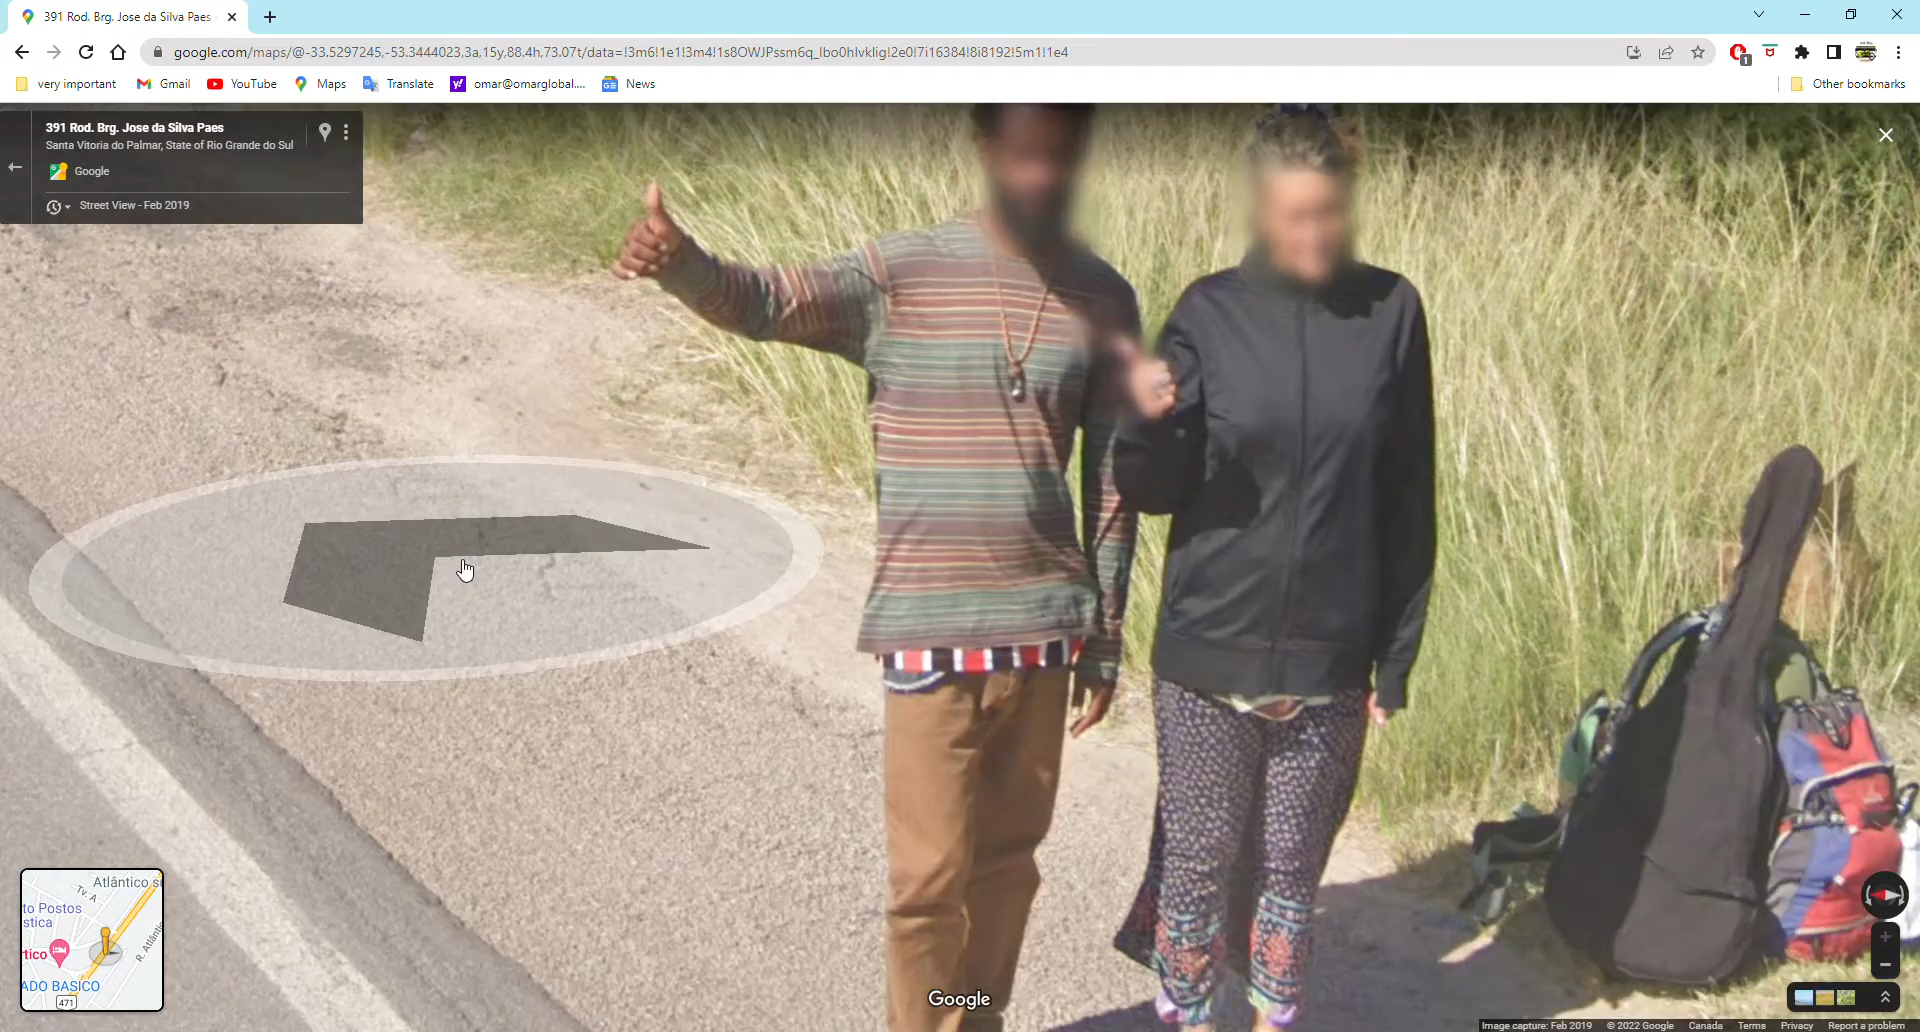 391 Rod. Brg. Jose da Silva Paes -
google.com/maps/@-33.5297245,-53.3444023,3a,15y,88.4h,73.07t/data=!3m6!1e1!3m4!1s8OWJPssm6q_lbo0hlvkIig!2e0!7i16384!8i8192!5m1!1e4
1
very important
Gmail
YouTube
Maps
Translate
omar@omarglobal....
News
Other bookmarks
391 Rod. Brg. Jose da Silva Paes
Santa Vitoria do Palmar, State of Rio Grande do Sul
Google
Street View - Feb 2019
Atlântico
Tv. A
to Postos
stica
tico
R. Atlântic
ADO BASICO
471
Google
Image capture: Feb 2019 © 2022 Google Canada Terms Privacy Report a problem